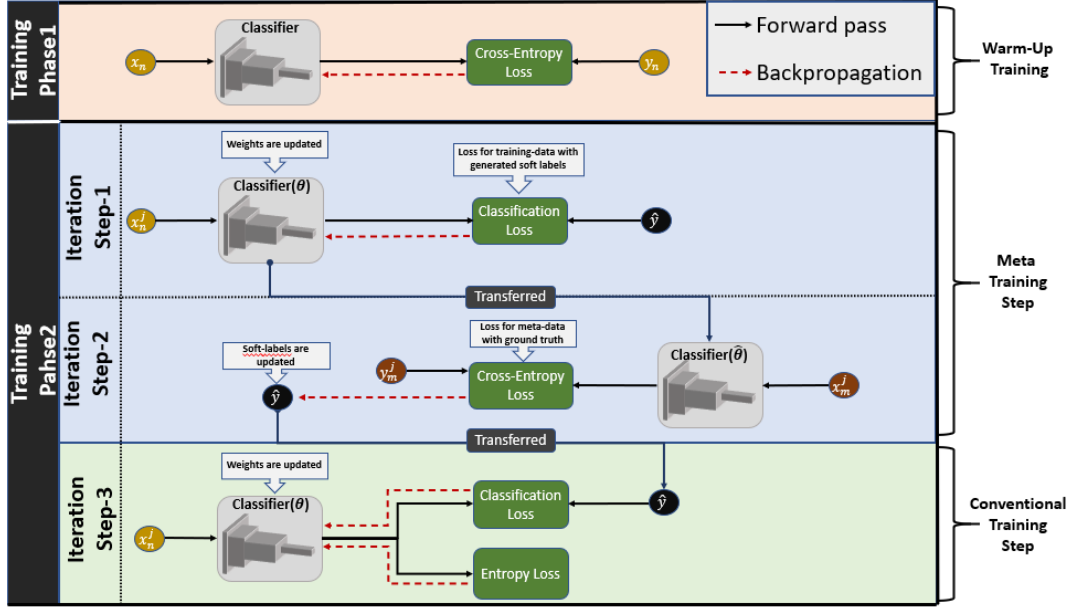 Training
Phase1
Classifier
x_n
Cross-Entropy
Loss
y_n
Forward pass
Backpropagation
Warm-Up
Training
Training
Pahse2
Iteration
Step-1
Weights are updated
Classifier(θ)
x_n^j
Loss for training-data with
generated soft labels
Classification
Loss
ŷ
Transferred
Meta
Training
Step
Iteration
Step-2
Soft-labels are
updated
ŷ
y_m^j
Loss for meta-data
with ground truth
Cross-Entropy
Loss
Classifier(θ̂)
x_m^j
Transferred
Iteration
Step-3
Weights are updated
Classifier(θ)
x_n^j
Classification
Loss
ŷ
Entropy Loss
Conventional
Training
Step